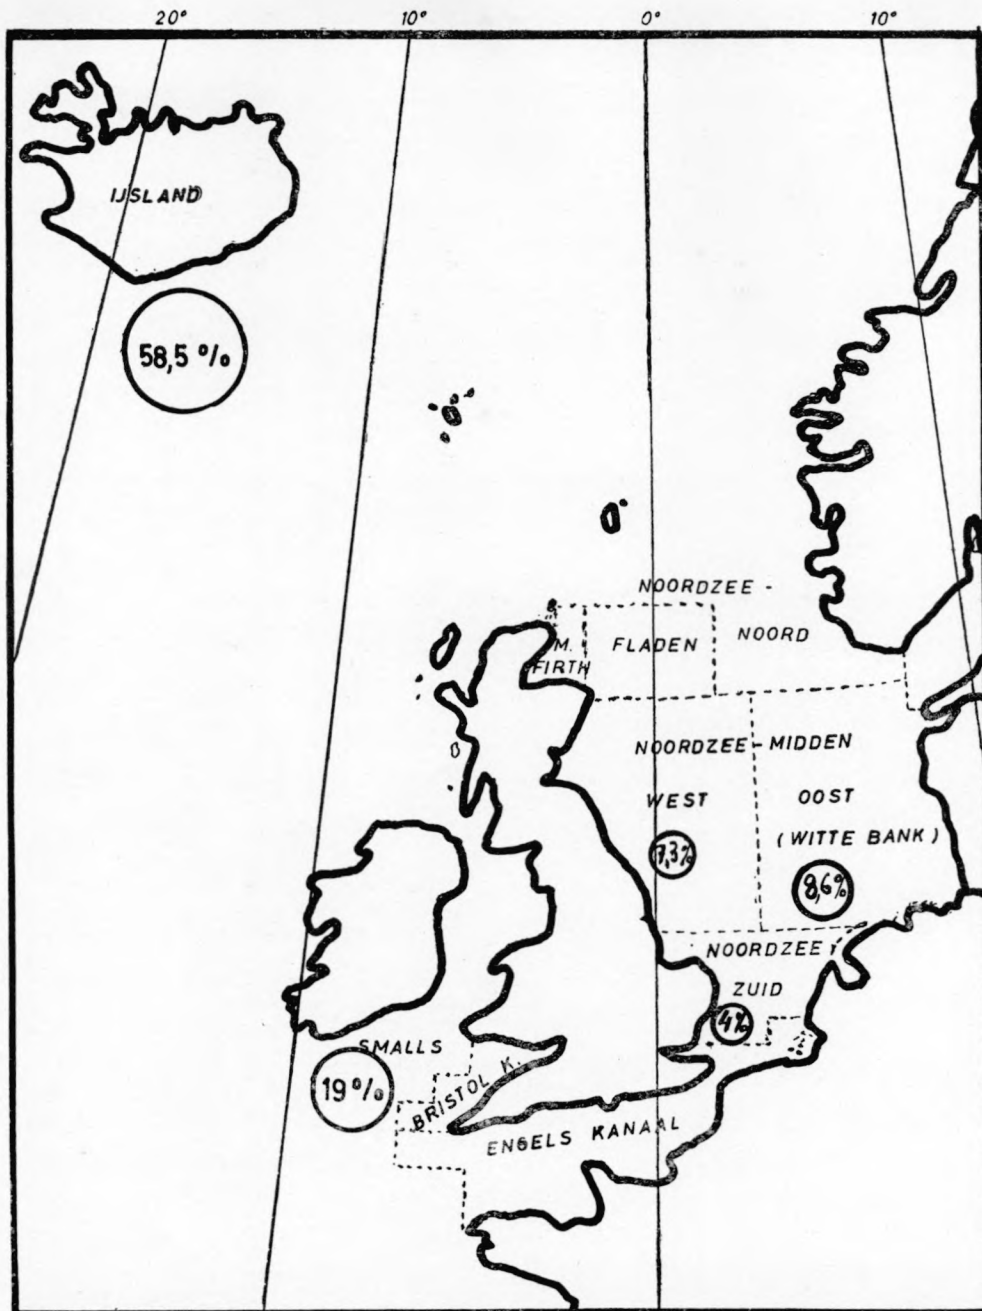 20°
10°
0°
10°
IJSLAND
58,5 %
NOORDZEE -
NOORD
M.
FIRTH
FLADEN
NOORDZEE - MIDDEN
WEST
OOST
(WITTE BANK)
7,3%
8,6%
NOORDZEE
ZUID
4%
SMALLS
19 %
BRISTOL K.
ENGELS KANAAL